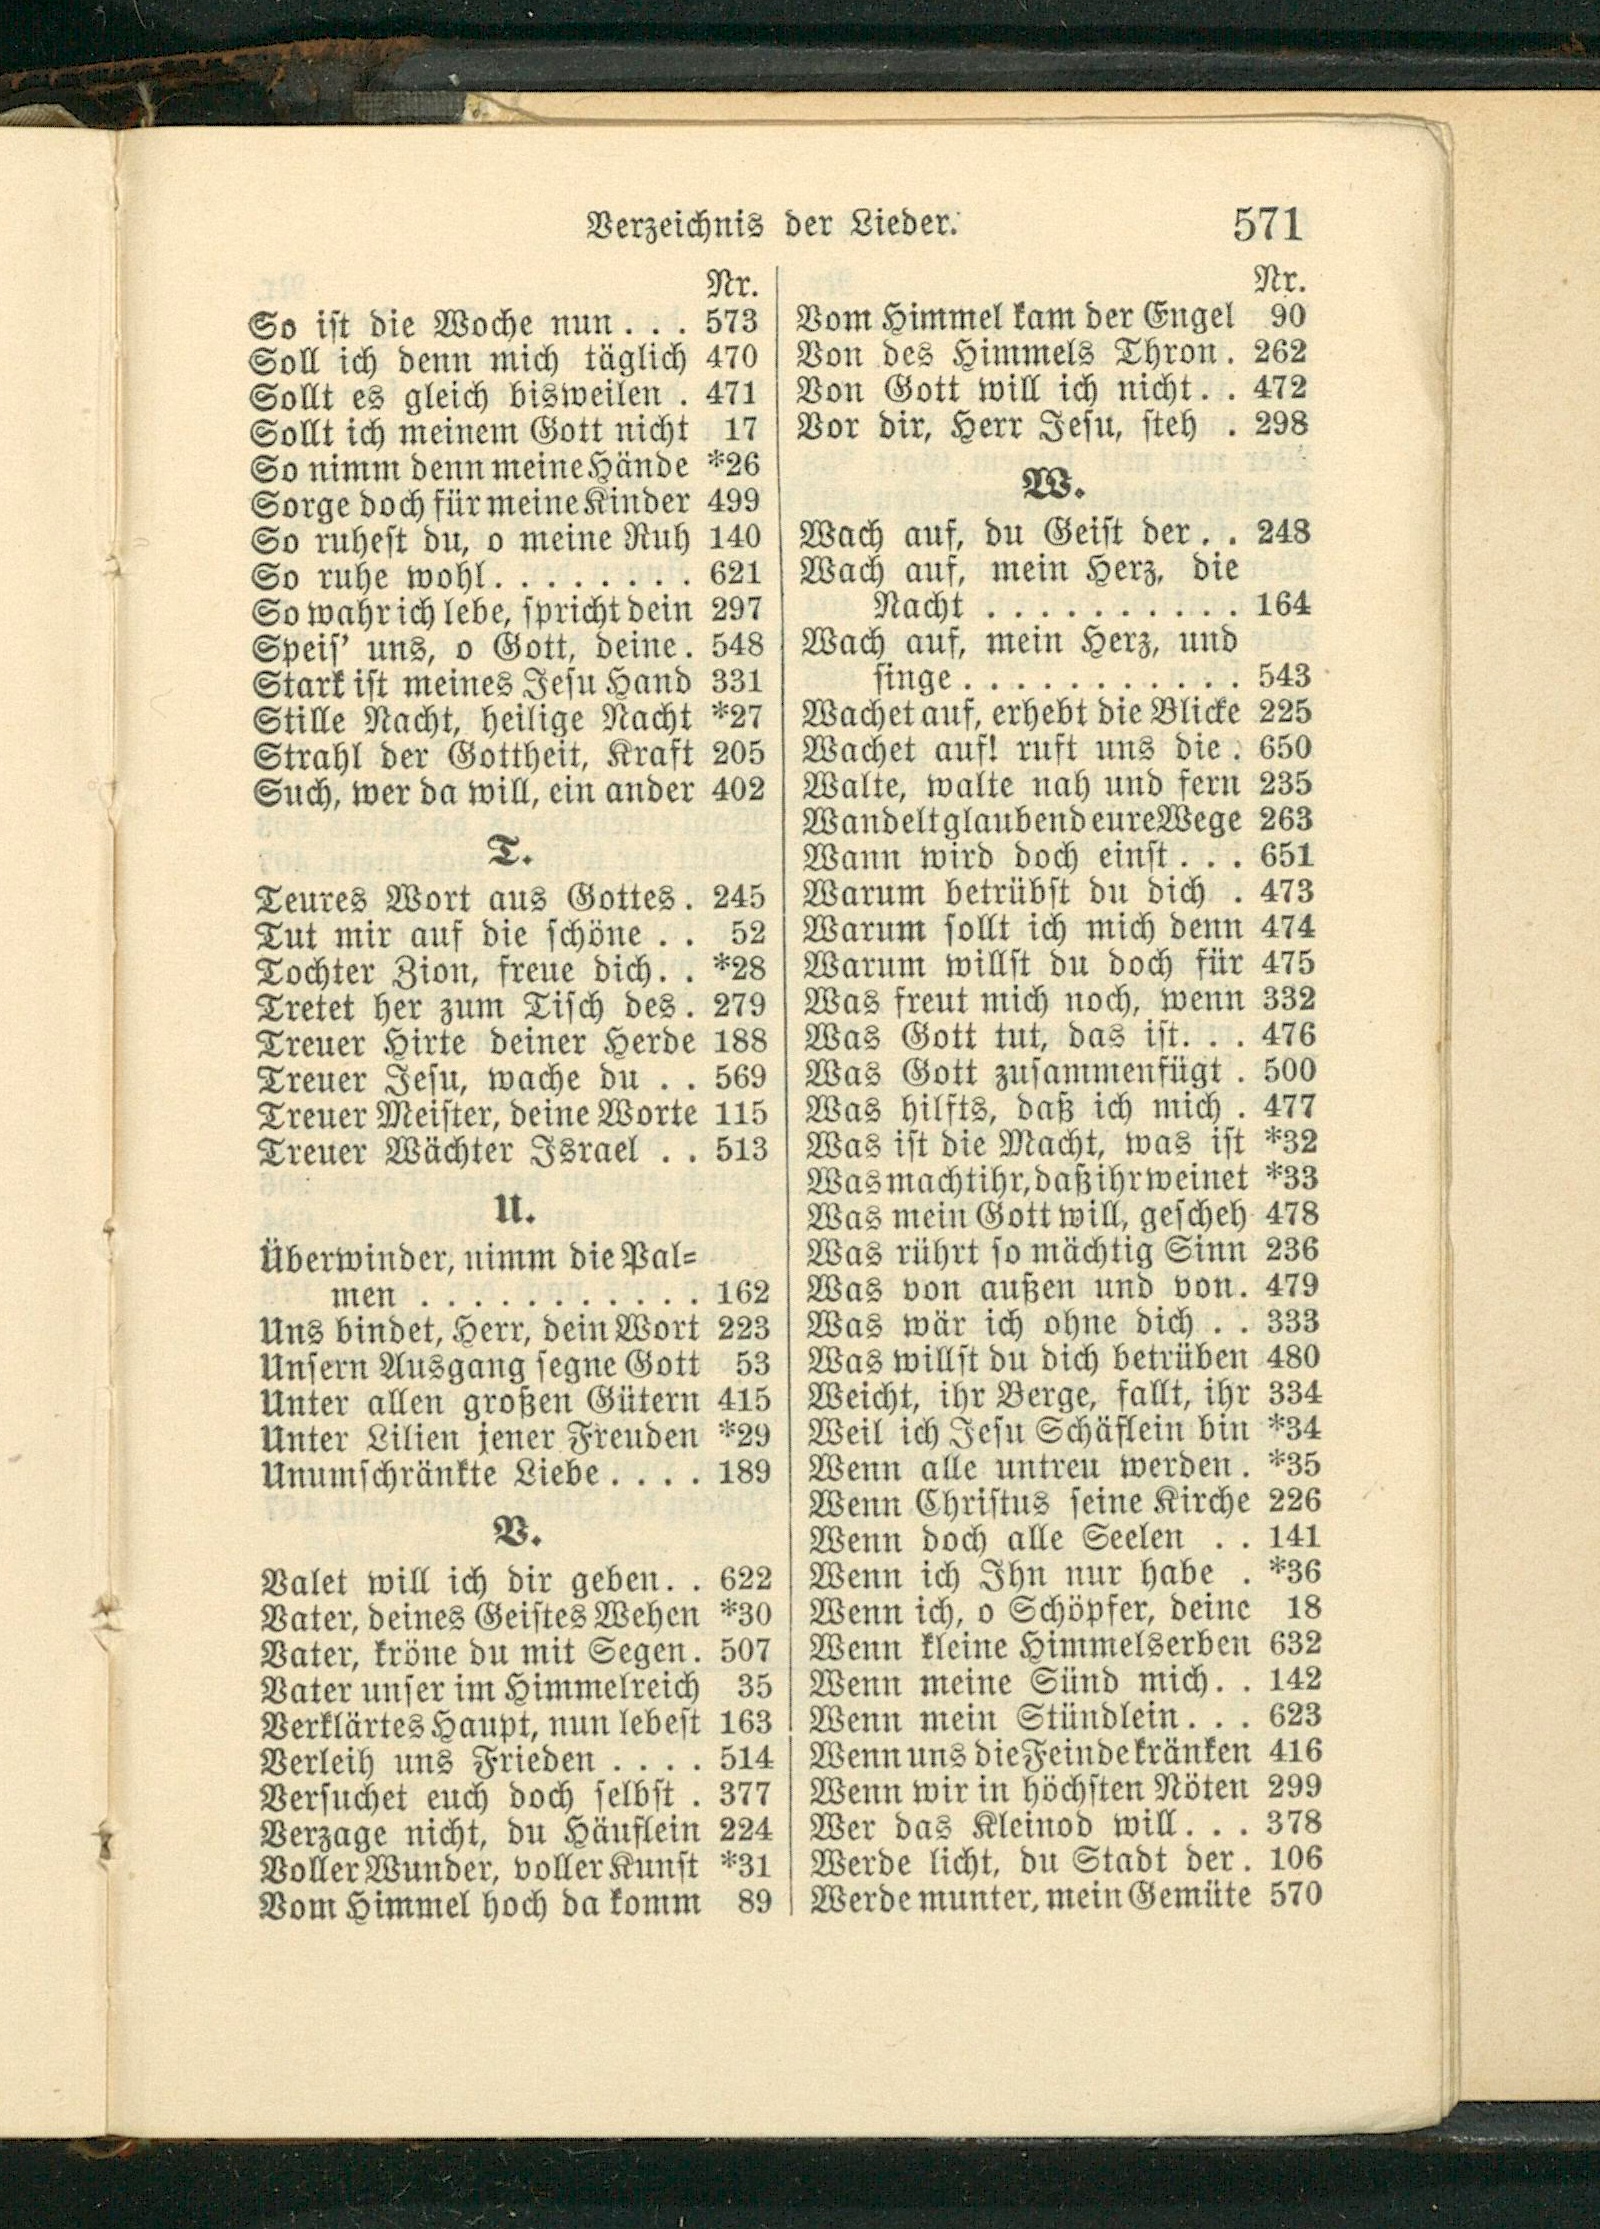 Verzeichnis der Lieder. 571
Nr.
So ist die Woche nun . . . 573
Soll ich denn mich täglich 470
Sollt es gleich bisweilen . 471
Sollt ich meinem Gott nicht 17
So nimm denn meine Hände *26
Sorge doch für meine Kinder 499
So ruhest du, o meine Ruh 140
So ruhe wohl. . . . . . . . 621
So wahr ich lebe, spricht dein 297
Speis' uns, o Gott, deine . 548
Stark ist meines Jesu Hand 331
Stille Nacht, heilige Nacht *27
Strahl der Gottheit, Kraft 205
Such, wer da will, ein ander 402
T.
Teures Wort aus Gottes . 245
Tut mir auf die schöne . . 52
Tochter Zion, freue dich. . *28
Tretet her zum Tisch des . 279
Treuer Hirte deiner Herde 188
Treuer Jesu, wache du . . 569
Treuer Meister, deine Worte 115
Treuer Wächter Israel . . 513
U.
Überwinder, nimm die Pal=
men . . . . . . . . . . . 162
Uns bindet, Herr, dein Wort 223
Unsern Ausgang segne Gott 53
Unter allen großen Gütern 415
Unter Lilien jener Freuden *29
Unumschränkte Liebe . . . . 189
V.
Valet will ich dir geben. . 622
Vater, deines Geistes Wehen *30
Vater, kröne du mit Segen. 507
Vater unser im Himmelreich 35
Verklärtes Haupt, nun lebest 163
Verleih uns Frieden . . . . 514
Versuchet euch doch selbst . 377
Verzage nicht, du Häuflein 224
Voller Wunder, voller Kunst *31
Vom Himmel hoch da komm 89
Nr.
Vom Himmel kam der Engel 90
Von des Himmels Thron . 262
Von Gott will ich nicht . . 472
Vor dir, Herr Jesu, steh . 298
W.
Wach auf, du Geist der . . 248
Wach auf, mein Herz, die
Nacht . . . . . . . . . . 164
Wach auf, mein Herz, und
singe . . . . . . . . . . . 543
Wachet auf, erhebt die Blicke 225
Wachet auf! ruft uns die . 650
Walte, walte nah und fern 235
Wandelt glaubend eure Wege 263
Wann wird doch einst . . . 651
Warum betrübst du dich . 473
Warum sollt ich mich denn 474
Warum willst du doch für 475
Was freut mich noch, wenn 332
Was Gott tut, das ist. . . 476
Was Gott zusammenfügt . 500
Was hilfts, daß ich mich . 477
Was ist die Macht, was ist *32
Was macht ihr, daß ihr weinet *33
Was mein Gott will, gescheh 478
Was rührt so mächtig Sinn 236
Was von außen und von. 479
Was wär ich ohne dich . . 333
Was willst du dich betrüben 480
Weicht, ihr Berge, fallt, ihr 334
Weil ich Jesu Schäflein bin *34
Wenn alle untreu werden . *35
Wenn Christus seine Kirche 226
Wenn doch alle Seelen . . 141
Wenn ich Ihn nur habe . *36
Wenn ich, o Schöpfer, deine 18
Wenn kleine Himmelserben 632
Wenn meine Sünd mich. . 142
Wenn mein Stündlein . . . 623
Wenn uns die Feinde kränken 416
Wenn wir in höchsten Nöten 299
Wer das Kleinod will . . . 378
Werde licht, du Stadt der . 106
Werde munter, mein Gemüte 570